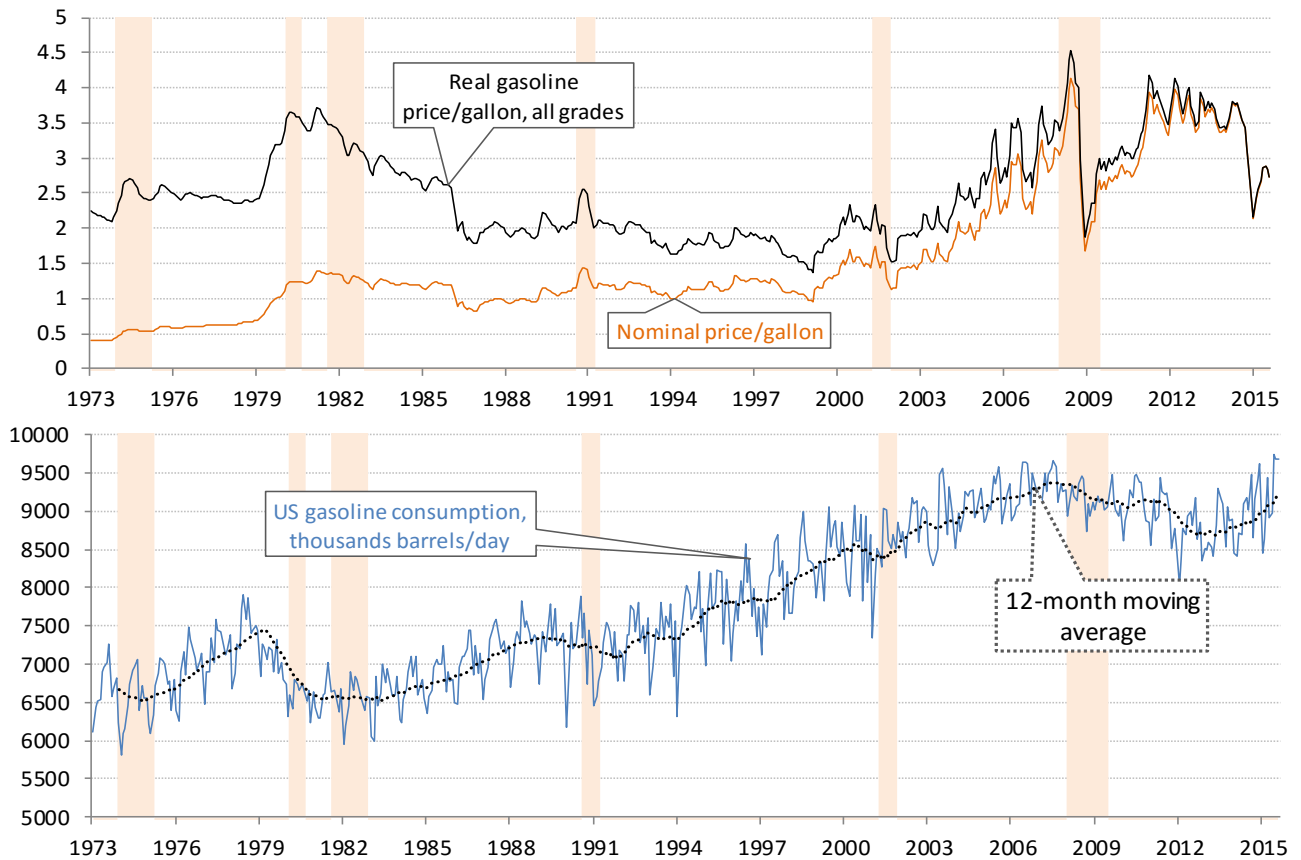 5
4.5
4
3.5
3
2.5
2
1.5
1
0.5
0
Real gasoline
price/gallon, all grades
Nominal price/gallon
1973 1976 1979 1982 1985 1988 1991 1994 1997 2000 2003 2006 2009 2012 2015
10000
9500
9000
8500
8000
7500
7000
6500
6000
5500
5000
US gasoline consumption,
thousands barrels/day
12-month moving
average
1973 1976 1979 1982 1985 1988 1991 1994 1997 2000 2003 2006 2009 2012 2015